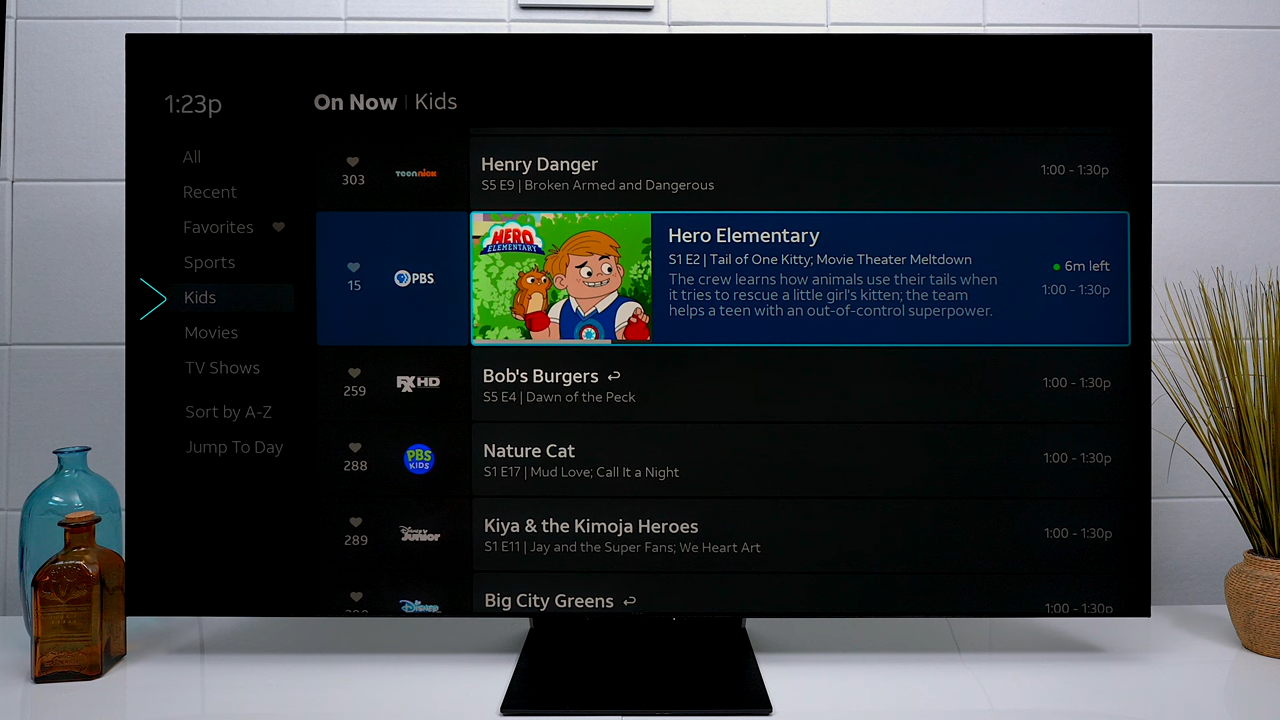 1:23p
On Now | Kids
All
Recent
Favorites
Sports
Kids
Movies
TV Shows
Sort by A-Z
Jump To Day
303
teennick
Henry Danger
S5 E9 | Broken Armed and Dangerous
1:00 - 1:30p
15
PBS
HERO
ELEMENTARY
Hero Elementary
S1 E2 | Tail of One Kitty; Movie Theater Meltdown
The crew learns how animals use their tails when
it tries to rescue a little girl's kitten; the team
helps a teen with an out-of-control superpower.
6m left
1:00 - 1:30p
259
FXX HD
Bob's Burgers
S5 E4 | Dawn of the Peck
1:00 - 1:30p
288
PBS
KIDS
Nature Cat
S1 E17 | Mud Love; Call It a Night
1:00 - 1:30p
289
Disney
Junior
Kiya & the Kimoja Heroes
S1 E11 | Jay and the Super Fans; We Heart Art
1:00 - 1:30p
Disney
Big City Greens
1:00 - 1:30p